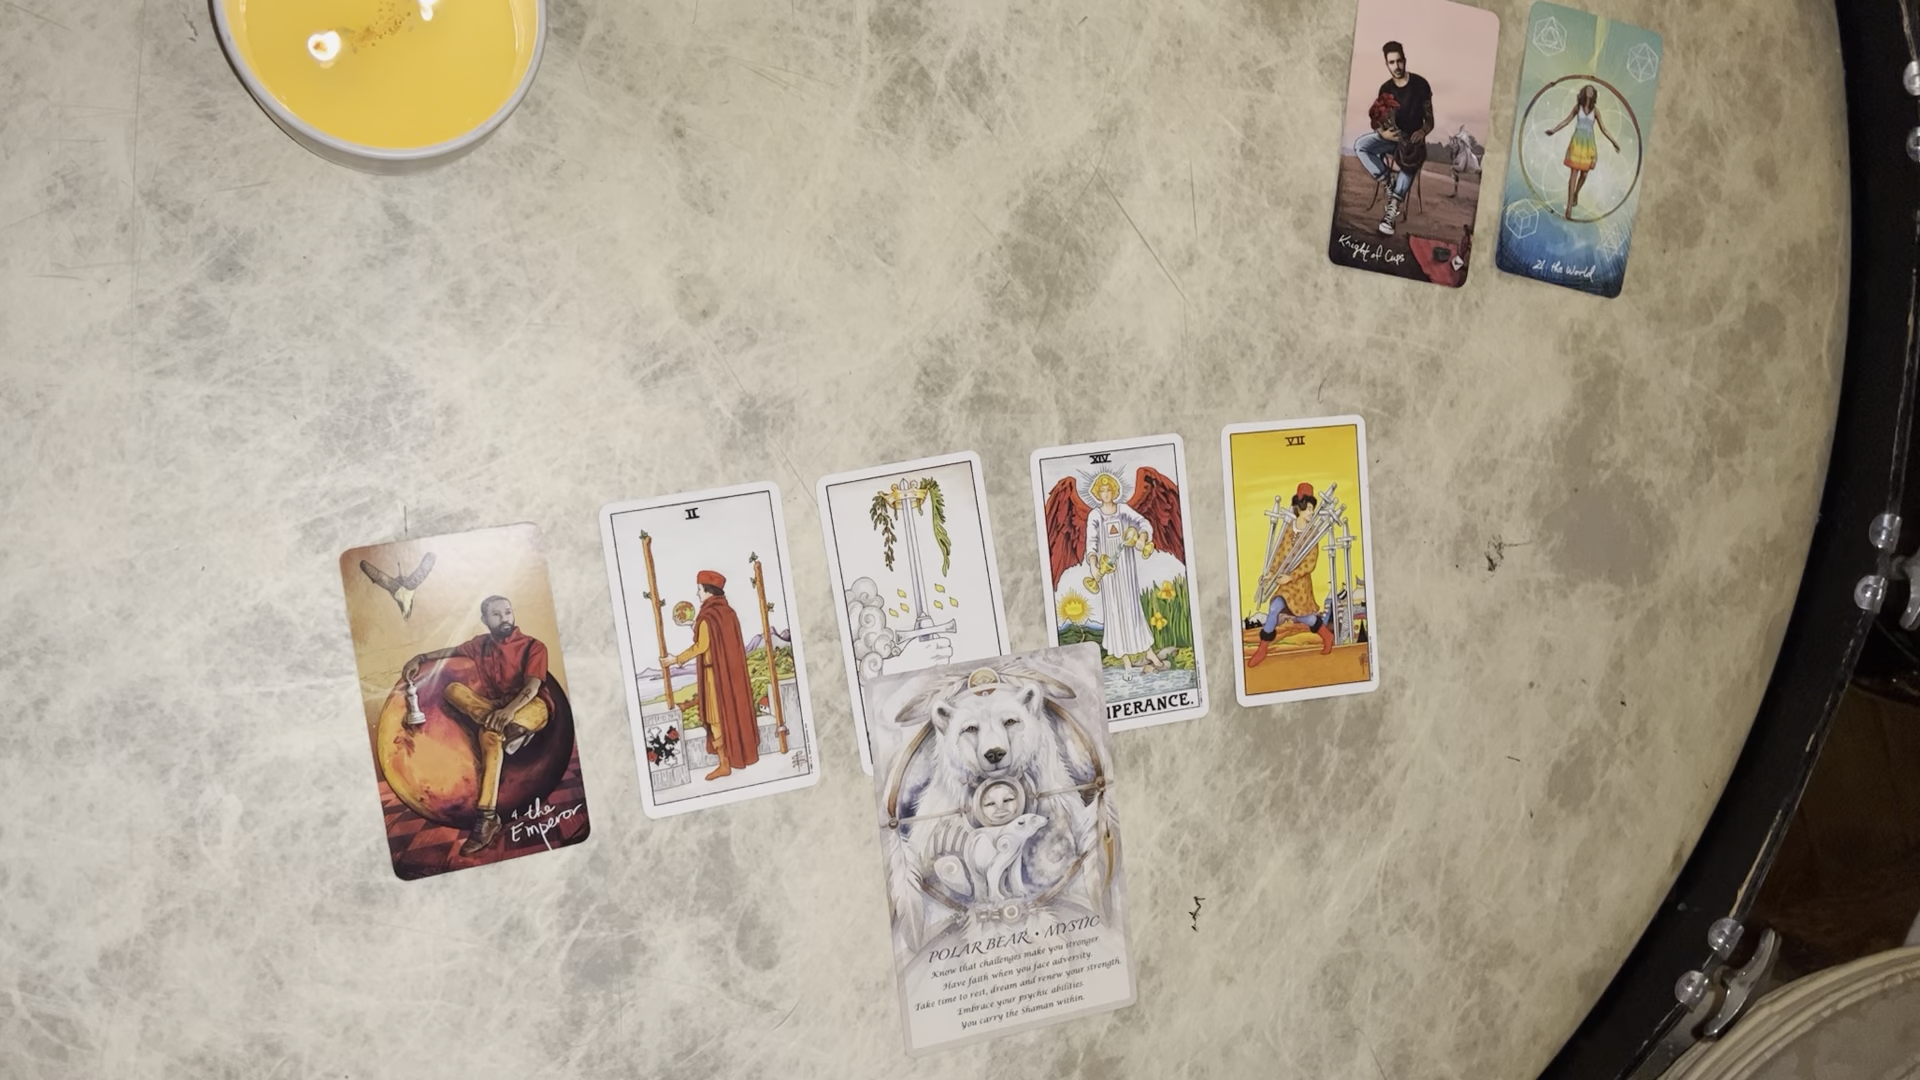 Knight of Cups
21. the World
4. the
Emperor
II
XIV
PERANCE.
VII
POLAR BEAR • MYSTIC
Know that challenges make you stronger
Have faith when you face adversity
Take time to rest, dream and renew your strength.
Embrace your psychic abilities.
You carry the Shaman within.